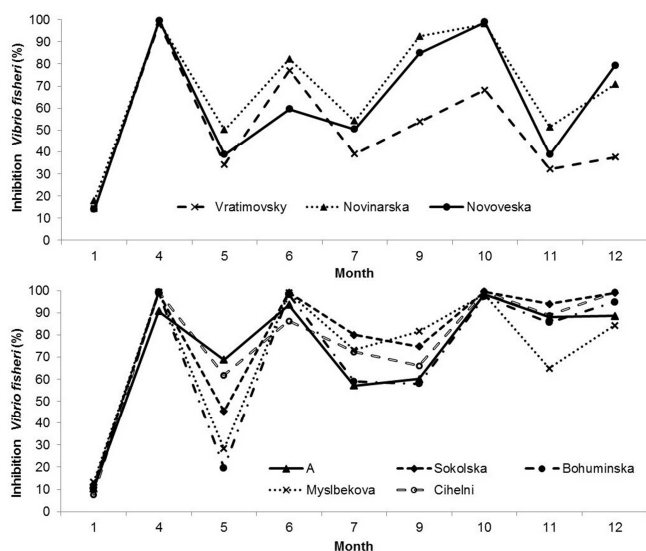 Inhibition Vibrio fisheri (%)
100
90
80
70
60
50
40
30
20
10
0
Vratimovsky Novinarska Novoveska
1 4 5 6 7 9 10 11 12
Month
Inhibition Vibrio fisheri (%)
100
90
80
70
60
50
40
30
20
10
0
A Sokolska Bohuminska
Myslbekova Cihelni
1 4 5 6 7 9 10 11 12
Month